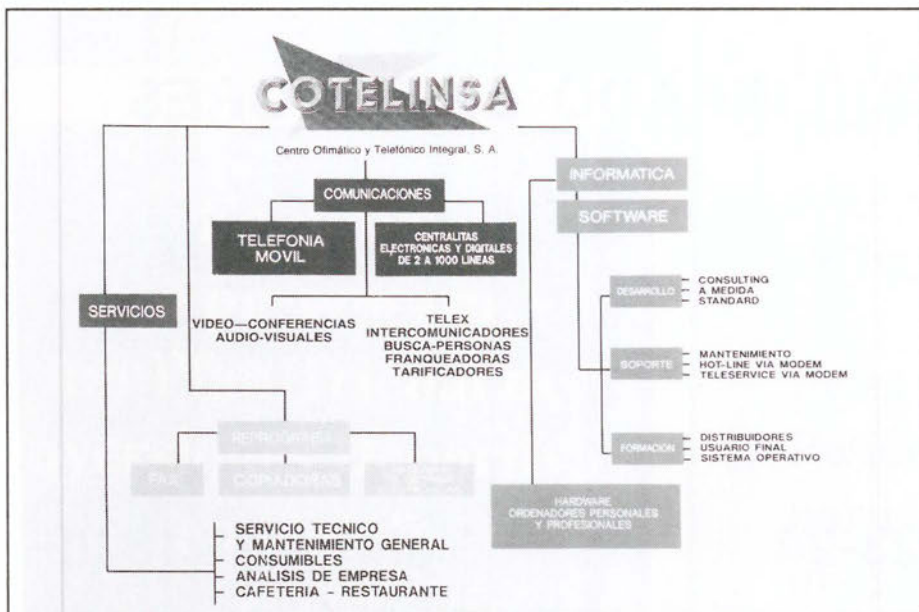 COTELINSA
Centro Ofimático y Telefónico Integral, S. A.
COMUNICACIONES
TELEFONIA
MOVIL
CENTRALITAS
ELECTRONICAS Y DIGITALES
DE 2 A 1000 LINEAS
VIDEO—CONFERENCIAS
AUDIO-VISUALES
TELEX
INTERCOMUNICADORES
BUSCA-PERSONAS
FRANQUEADORAS
TARIFICADORES
INFORMATICA
SOFTWARE
DESARROLLO
CONSULTING
A MEDIDA
STANDARD
SOPORTE
MANTENIMIENTO
HOT-LINE VIA MODEM
TELESERVICE VIA MODEM
FORMACION
DISTRIBUIDORES
USUARIO FINAL
SISTEMA OPERATIVO
HARDWARE
ORDENADORES PERSONALES
Y PROFESIONALES
SERVICIOS
REPROGRAFIA
FAX
COPIADORAS
SERVICIO TECNICO
Y MANTENIMIENTO GENERAL
CONSUMIBLES
ANALISIS DE EMPRESA
CAFETERIA - RESTAURANTE